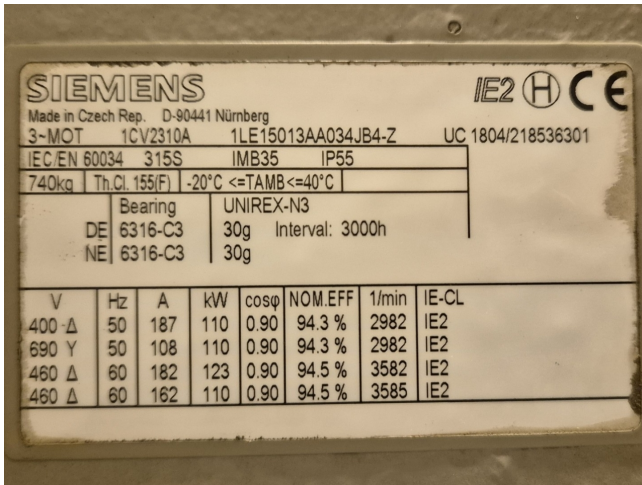 SIEMENS IE2 H CE
Made in Czech Rep. D-90441 Nürnberg
3~MOT 1CV2310A 1LE15013AA034JB4-Z UC 1804/218536301
IEC/EN 60034 315S IMB35 IP55
740kg Th.Cl. 155(F) -20°C <=TAMB<=40°C
Bearing UNIREX-N3
DE 6316-C3 30g Interval: 3000h
NE 6316-C3 30g
V Hz A kW cosφ NOM.EFF 1/min IE-CL
400 Δ 50 187 110 0.90 94.3 % 2982 IE2
690 Y 50 108 110 0.90 94.3 % 2982 IE2
460 Δ 60 182 123 0.90 94.5 % 3582 IE2
460 Δ 60 162 110 0.90 94.5 % 3585 IE2